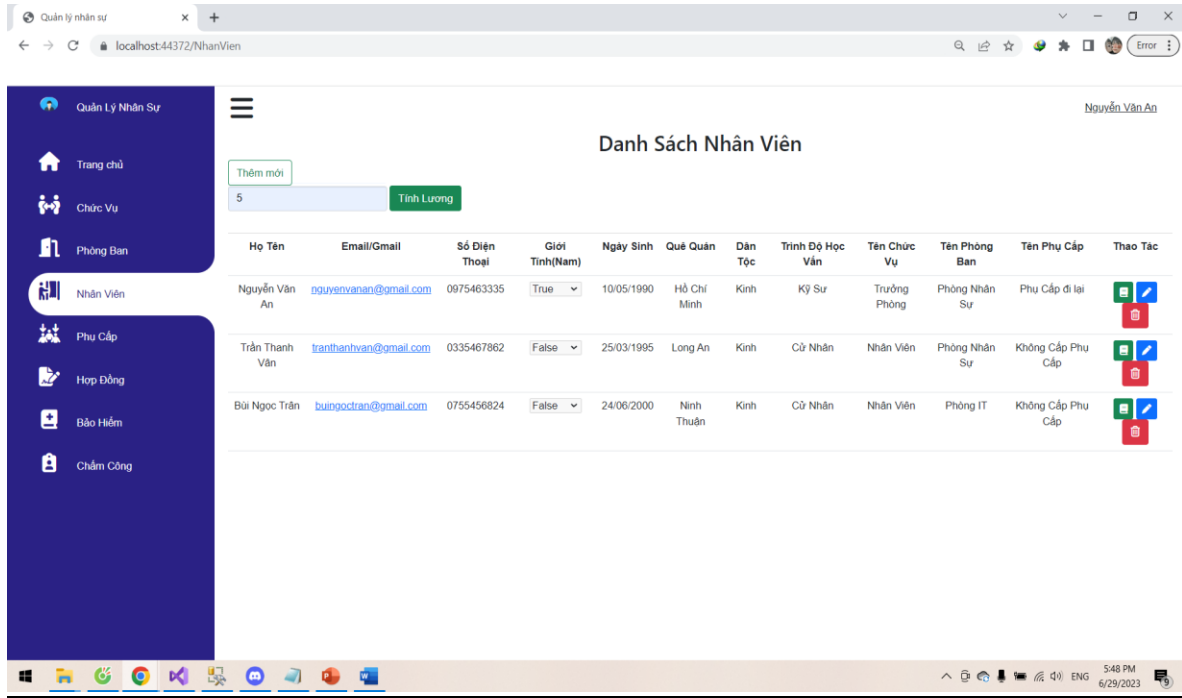 Quản lý nhân sự
localhost:44372/NhanVien
Error
Quản Lý Nhân Sự
Nguyễn Văn An
Danh Sách Nhân Viên
Trang chủ
Thêm mới
5
Tính Lương
Chức Vụ
Phòng Ban
Nhân Viên
Phụ Cấp
Hợp Đồng
Bảo Hiểm
Chấm Công
Họ Tên Email/Gmail Số Điện Thoại Giới Tính(Nam) Ngày Sinh Quê Quán Dân Tộc Trình Độ Học Vấn Tên Chức Vụ Tên Phòng Ban Tên Phụ Cấp Thao Tác
Nguyễn Văn An nguyenvanan@gmail.com 0975463335 True 10/05/1990 Hồ Chí Minh Kinh Kỹ Sư Trưởng Phòng Phòng Nhân Sự Phụ Cấp đi lại
Trần Thanh Vân tranthanhvan@gmail.com 0335467862 False 25/03/1995 Long An Kinh Cử Nhân Nhân Viên Phòng Nhân Sự Không Cấp Phụ Cấp
Bùi Ngọc Trân buingoctran@gmail.com 0755456824 False 24/06/2000 Ninh Thuận Kinh Cử Nhân Nhân Viên Phòng IT Không Cấp Phụ Cấp
ENG
5:48 PM
6/29/2023
9